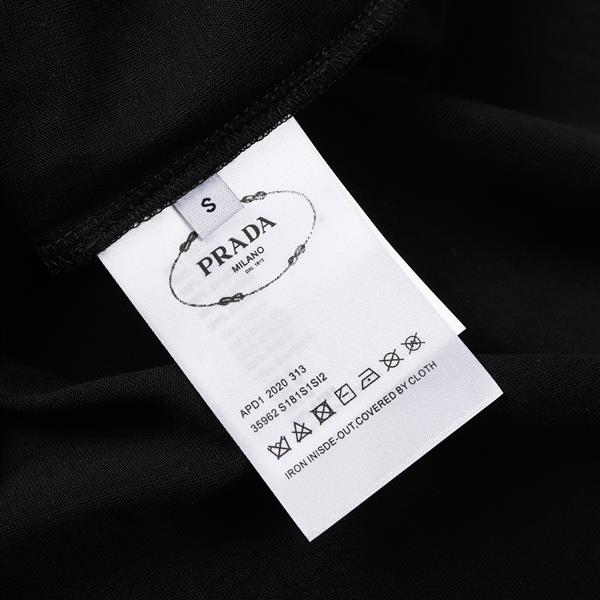 S
PRADA
MILANO
DAL 1913
APD1 2020 313
35962 S181S1SI2
IRON INISDE-OUT,COVERED BY CLOTH